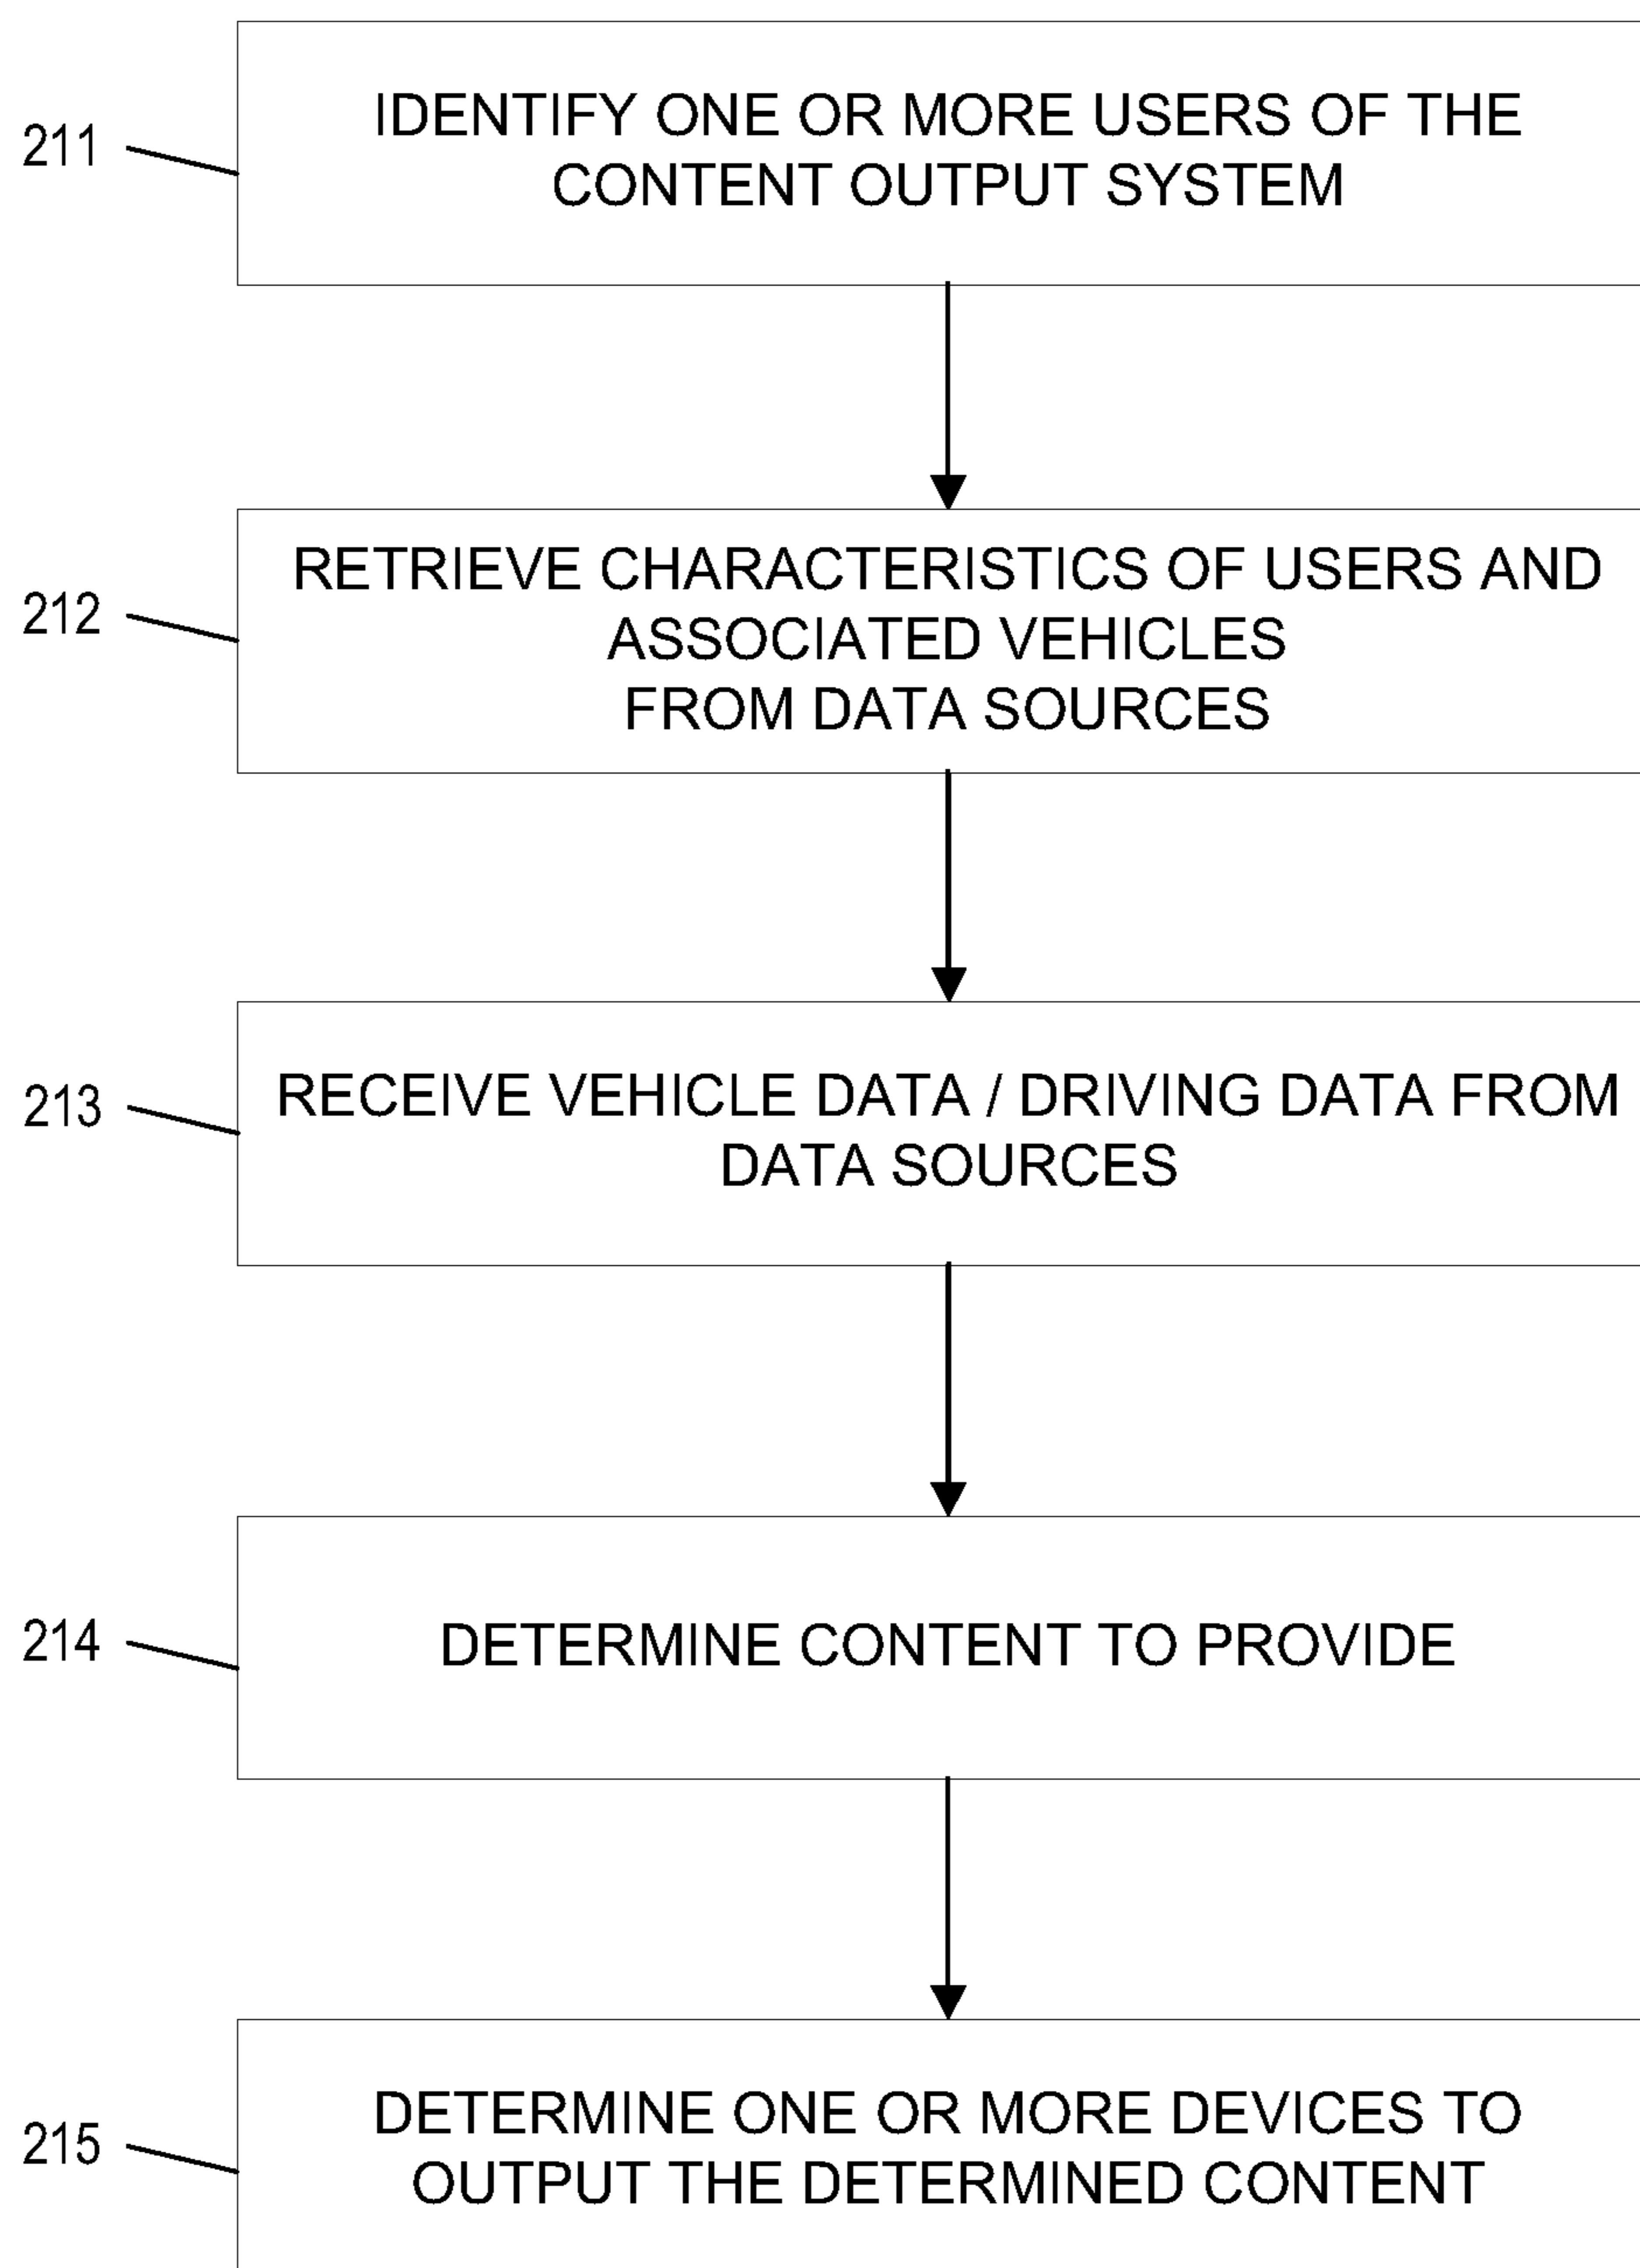 211
IDENTIFY ONE OR MORE USERS OF THE
CONTENT OUTPUT SYSTEM
212
RETRIEVE CHARACTERISTICS OF USERS AND
ASSOCIATED VEHICLES
FROM DATA SOURCES
213
RECEIVE VEHICLE DATA / DRIVING DATA FROM
DATA SOURCES
214
DETERMINE CONTENT TO PROVIDE
215
DETERMINE ONE OR MORE DEVICES TO
OUTPUT THE DETERMINED CONTENT